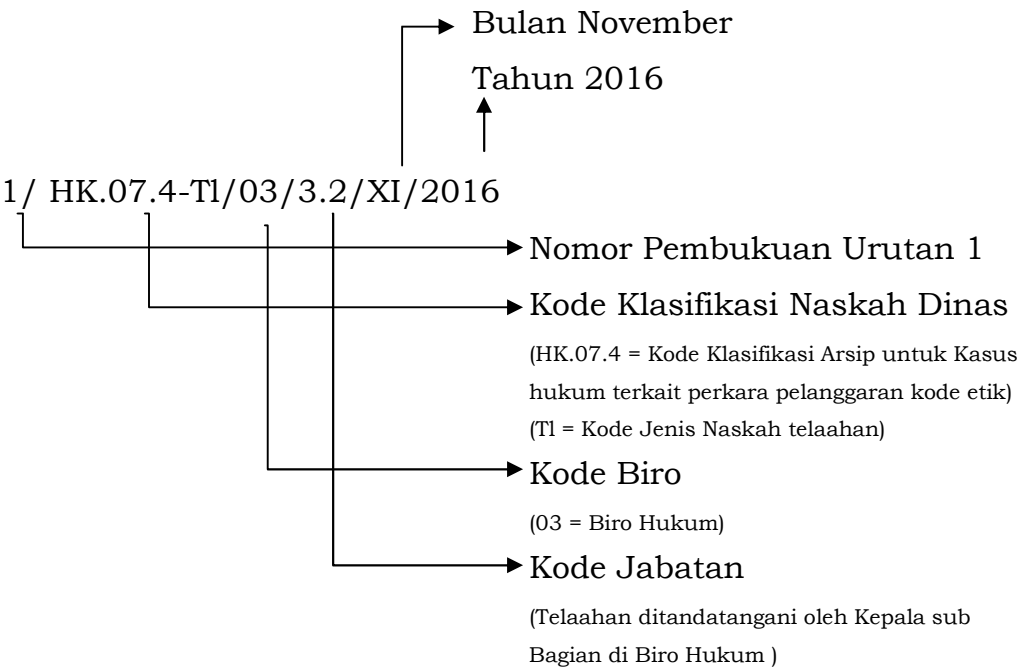 Bulan November
Tahun 2016
1/ HK.07.4-Tl/03/3.2/XI/2016
Nomor Pembukuan Urutan 1
Kode Klasifikasi Naskah Dinas
(HK.07.4 = Kode Klasifikasi Arsip untuk Kasus
hukum terkait perkara pelanggaran kode etik)
(Tl = Kode Jenis Naskah telaahan)
Kode Biro
(03 = Biro Hukum)
Kode Jabatan
(Telaahan ditandatangani oleh Kepala sub
Bagian di Biro Hukum )